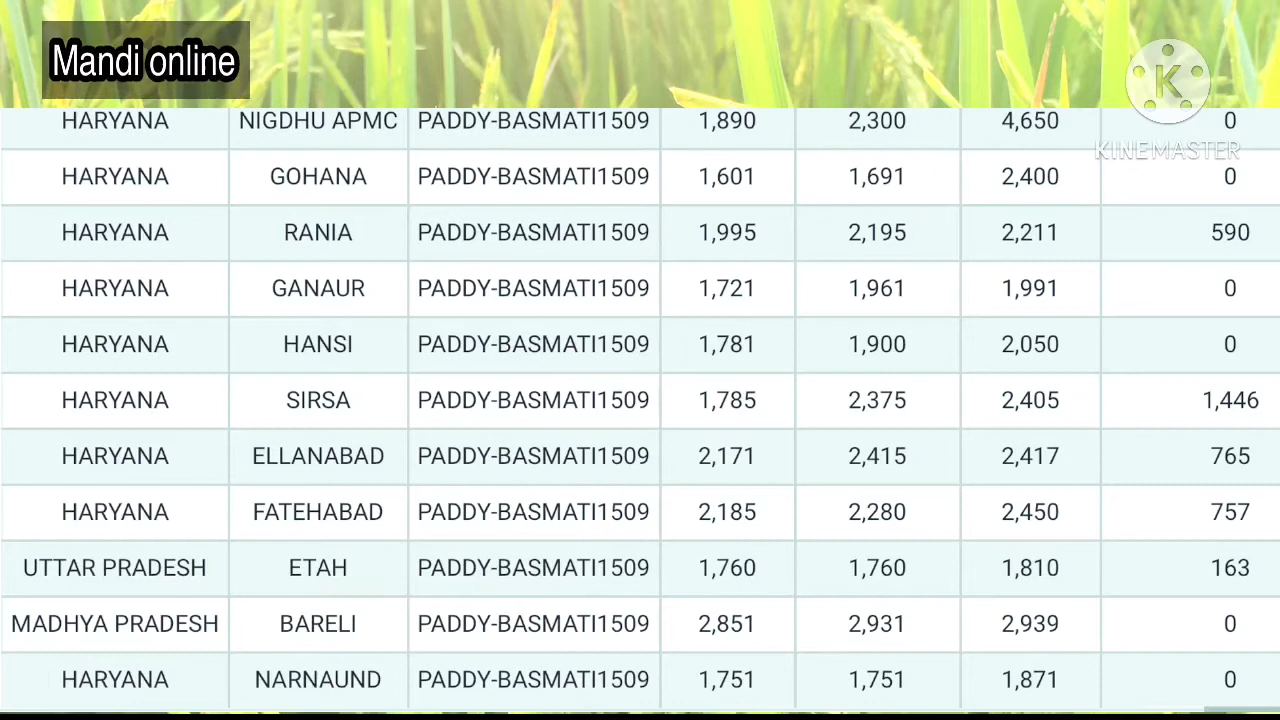 Mandi online
K
KINEMASTER
HARYANA NIGDHU APMC PADDY-BASMATI1509 1,890 2,300 4,650 0
HARYANA GOHANA PADDY-BASMATI1509 1,601 1,691 2,400 0
HARYANA RANIA PADDY-BASMATI1509 1,995 2,195 2,211 590
HARYANA GANAUR PADDY-BASMATI1509 1,721 1,961 1,991 0
HARYANA HANSI PADDY-BASMATI1509 1,781 1,900 2,050 0
HARYANA SIRSA PADDY-BASMATI1509 1,785 2,375 2,405 1,446
HARYANA ELLANABAD PADDY-BASMATI1509 2,171 2,415 2,417 765
HARYANA FATEHABAD PADDY-BASMATI1509 2,185 2,280 2,450 757
UTTAR PRADESH ETAH PADDY-BASMATI1509 1,760 1,760 1,810 163
MADHYA PRADESH BARELI PADDY-BASMATI1509 2,851 2,931 2,939 0
HARYANA NARNAUND PADDY-BASMATI1509 1,751 1,751 1,871 0